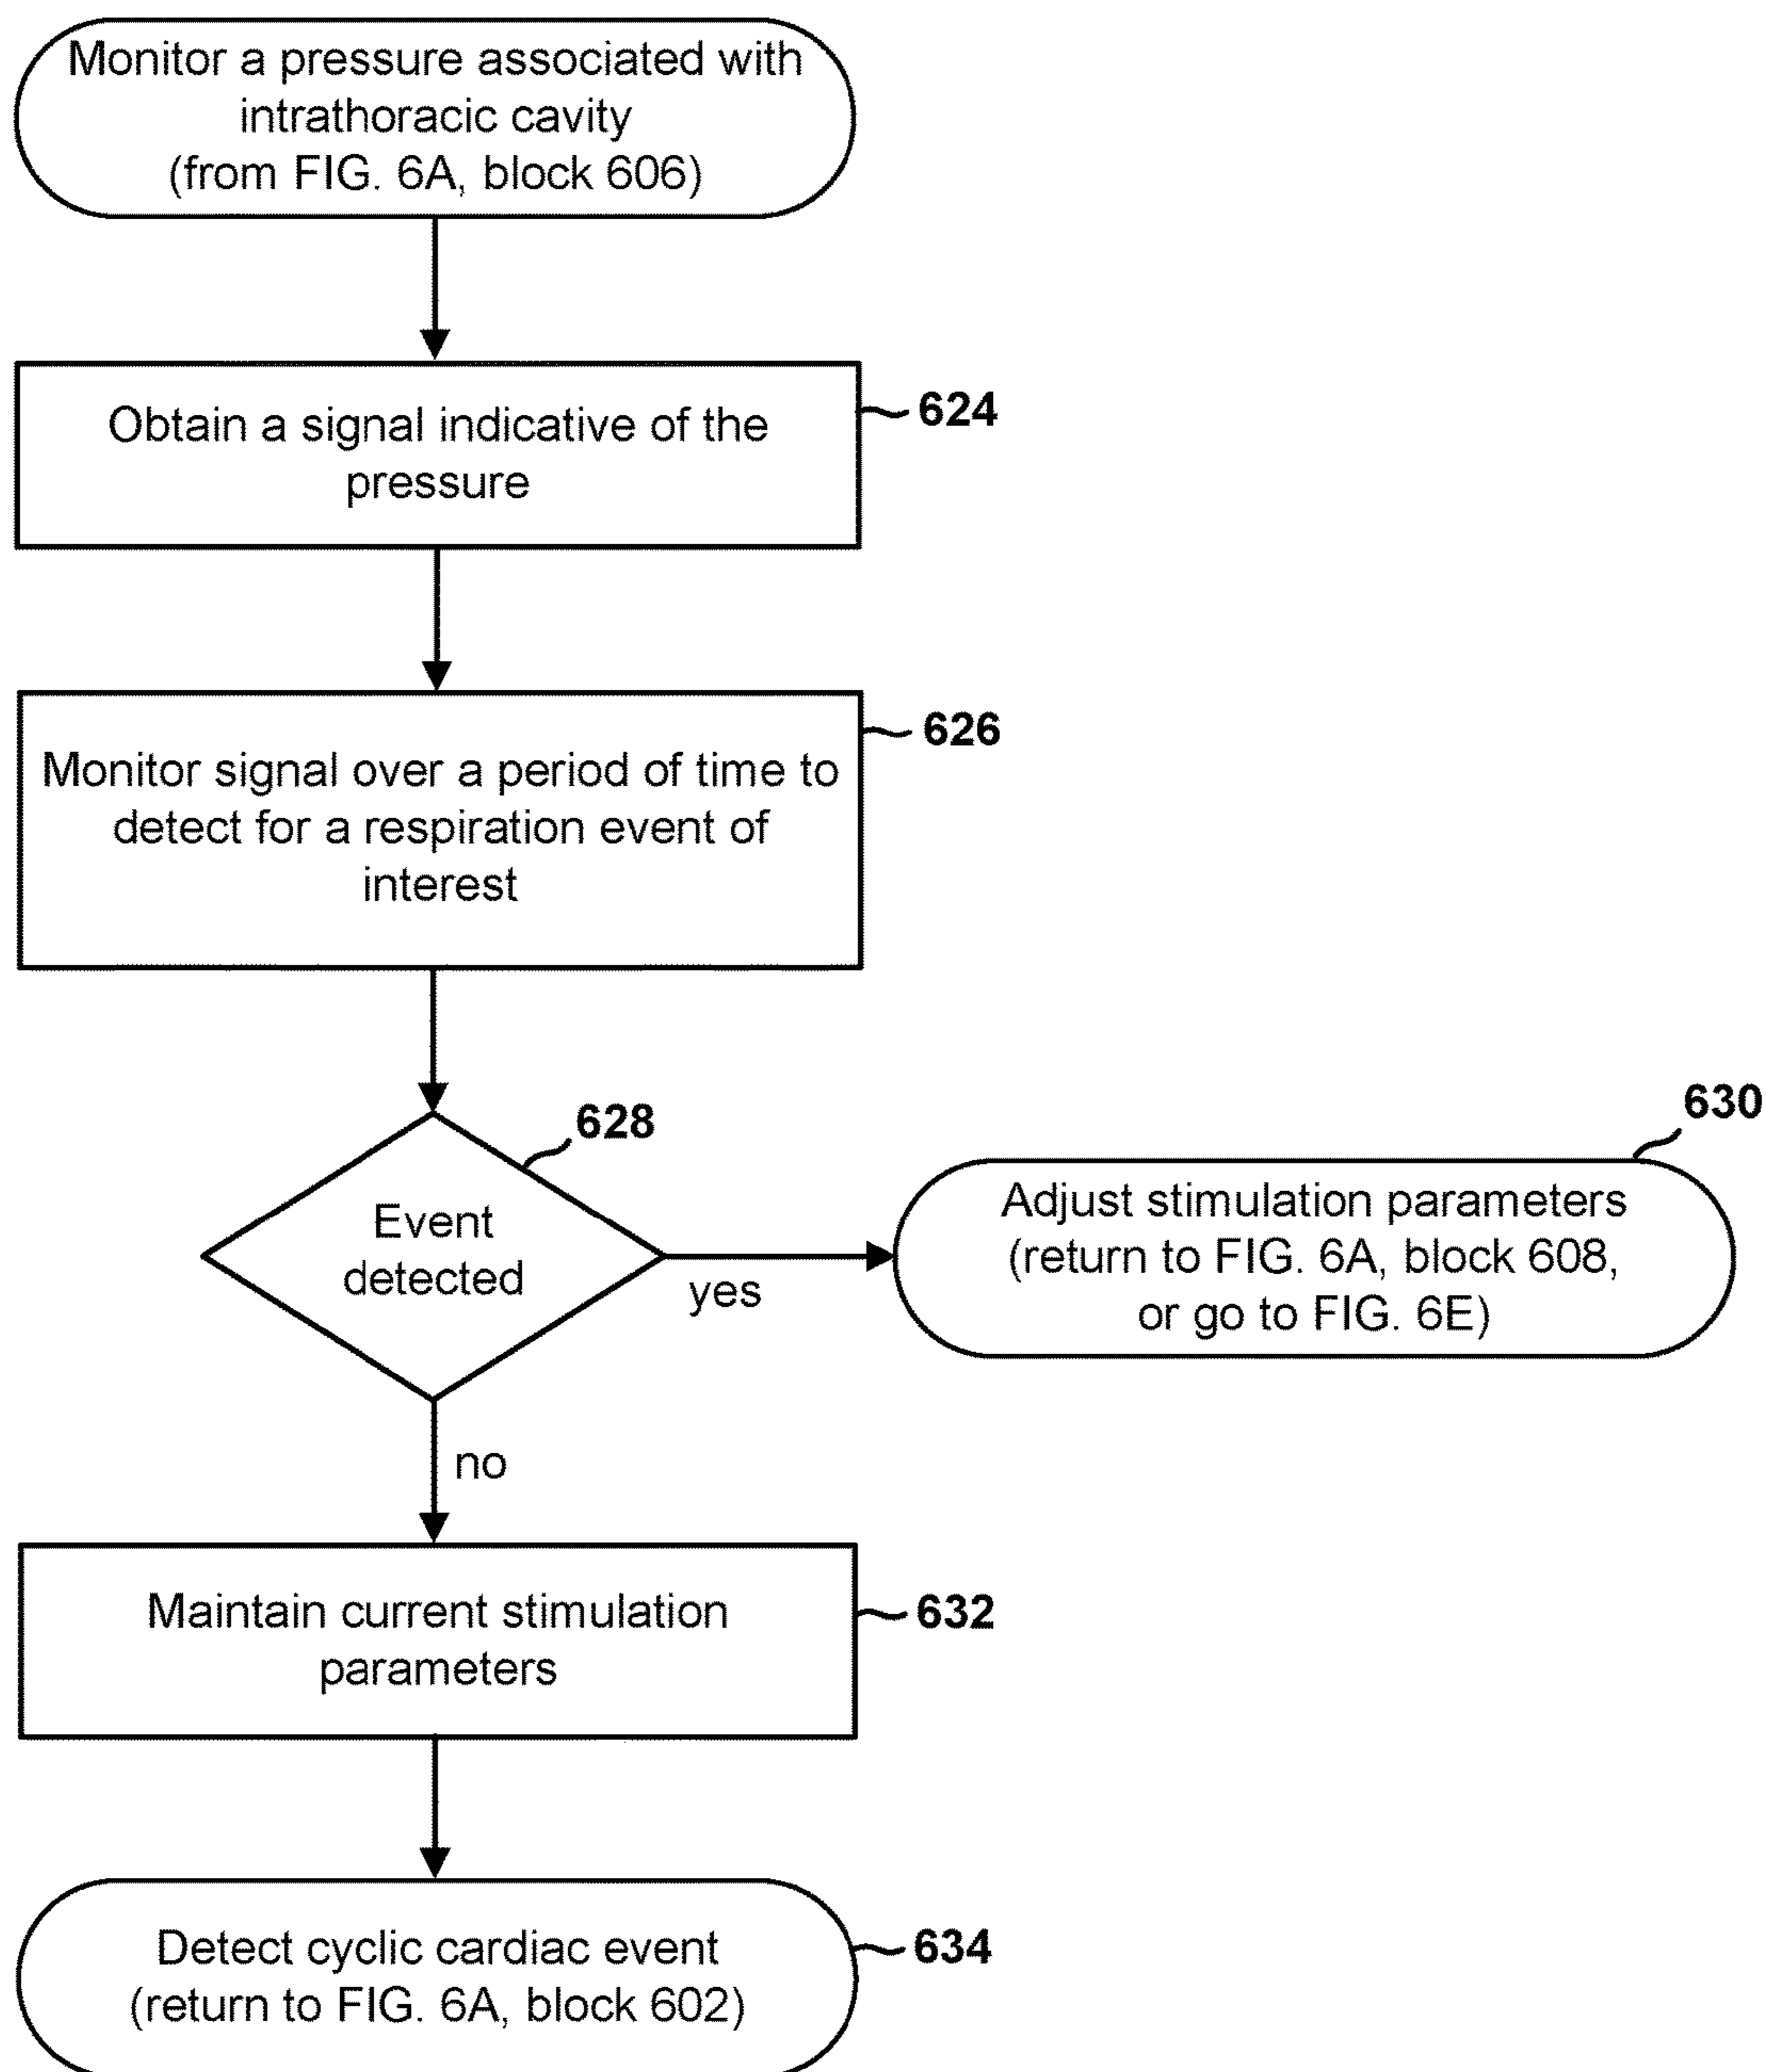 Monitor a pressure associated with
intrathoracic cavity
(from FIG. 6A, block 606)
Obtain a signal indicative of the
pressure
624
Monitor signal over a period of time to
detect for a respiration event of
interest
626
Event
detected
628
yes
630
Adjust stimulation parameters
(return to FIG. 6A, block 608,
or go to FIG. 6E)
no
Maintain current stimulation
parameters
632
Detect cyclic cardiac event
(return to FIG. 6A, block 602)
634